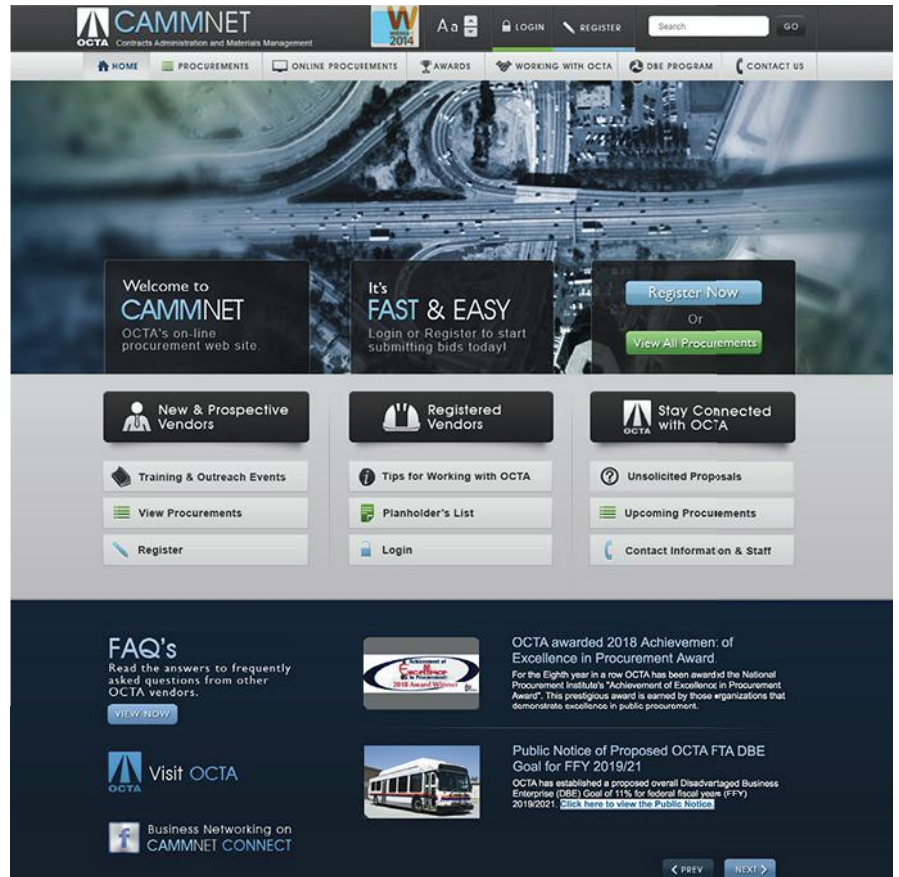 CAMMNET
OCTA Contracts Administration and Materials Management
2014
Aa
LOGIN
REGISTER
Search
GO
HOME
PROCUREMENTS
ONLINE PROCUREMENTS
AWARDS
WORKING WITH OCTA
DBE PROGRAM
CONTACT US
Welcome to
CAMMNET
OCTA's on-line
procurement web site.
It's
FAST & EASY
Login or Register to start
submitting bids today!
Register Now
Or
View All Procurements
New & Prospective
Vendors
Training & Outreach Events
View Procurements
Register
Registered
Vendors
Tips for Working with OCTA
Planholder's List
Login
OCTA
Stay Connected
with OCTA
Unsolicited Proposals
Upcoming Procurements
Contact Information & Staff
FAQ's
Read the answers to frequently
asked questions from other
OCTA vendors.
VIEW NOW
OCTA
Visit OCTA
Business Networking on
CAMMNET CONNECT
Achievement of
Excellence
in Procurement
2018 Award Winner
OCTA awarded 2018 Achievement of
Excellence in Procurement Award
For the Eighth year in a row OCTA has been awarded the National
Procurement Institute's "Achievement of Excellence in Procurement
Award". This prestigious award is earned by those organizations that
demonstrate excellence in public procurement.
Public Notice of Proposed OCTA FTA DBE
Goal for FFY 2019/21
OCTA has established a proposed overall Disadvantaged Business
Enterprise (DBE) Goal of 11% for federal fiscal years (FFY)
2019/2021. Click here to view the Public Notice.
PREV
NEXT